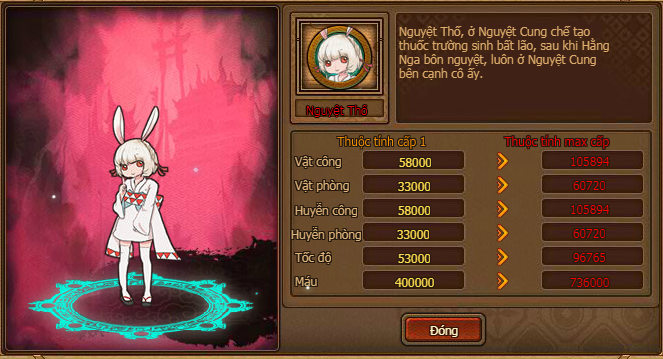 Nguyệt Thố, ở Nguyệt Cung chế tạo
thuốc trường sinh bất lão, sau khi Hằng
Nga bôn nguyệt, luôn ở Nguyệt Cung
bên cạnh cô ấy.
Nguyệt Thố
Thuộc tính cấp 1 Thuộc tính max cấp
Vật công 58000 105894
Vật phòng 33000 60720
Huyễn công 58000 105894
Huyễn phòng 33000 60720
Tốc độ 53000 96765
Máu 400000 736000
Đóng